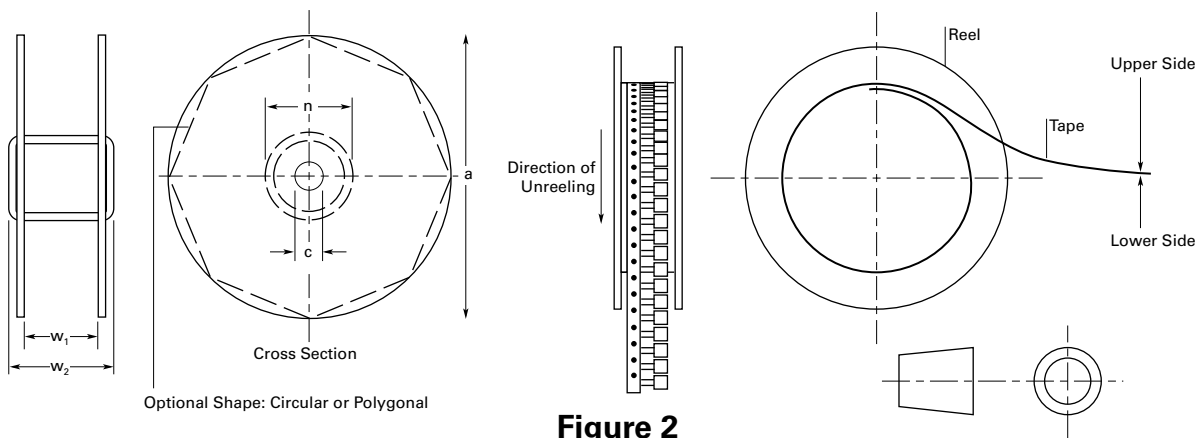 n
a
c
w1
w2
Cross Section
Optional Shape: Circular or Polygonal
Direction of
Unreeling
Reel
Tape
Upper Side
Lower Side
Figure 2